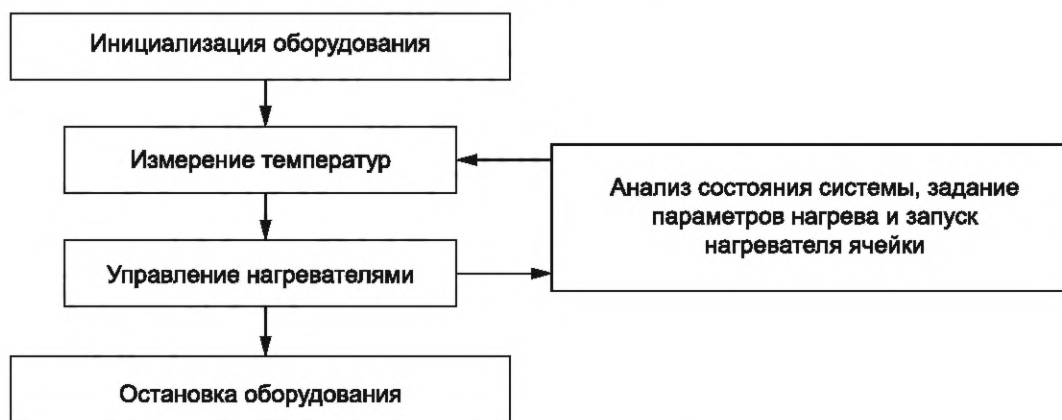 Инициализация оборудования
Измерение температур
Анализ состояния системы, задание
параметров нагрева и запуск
нагревателя ячейки
Управление нагревателями
Остановка оборудования